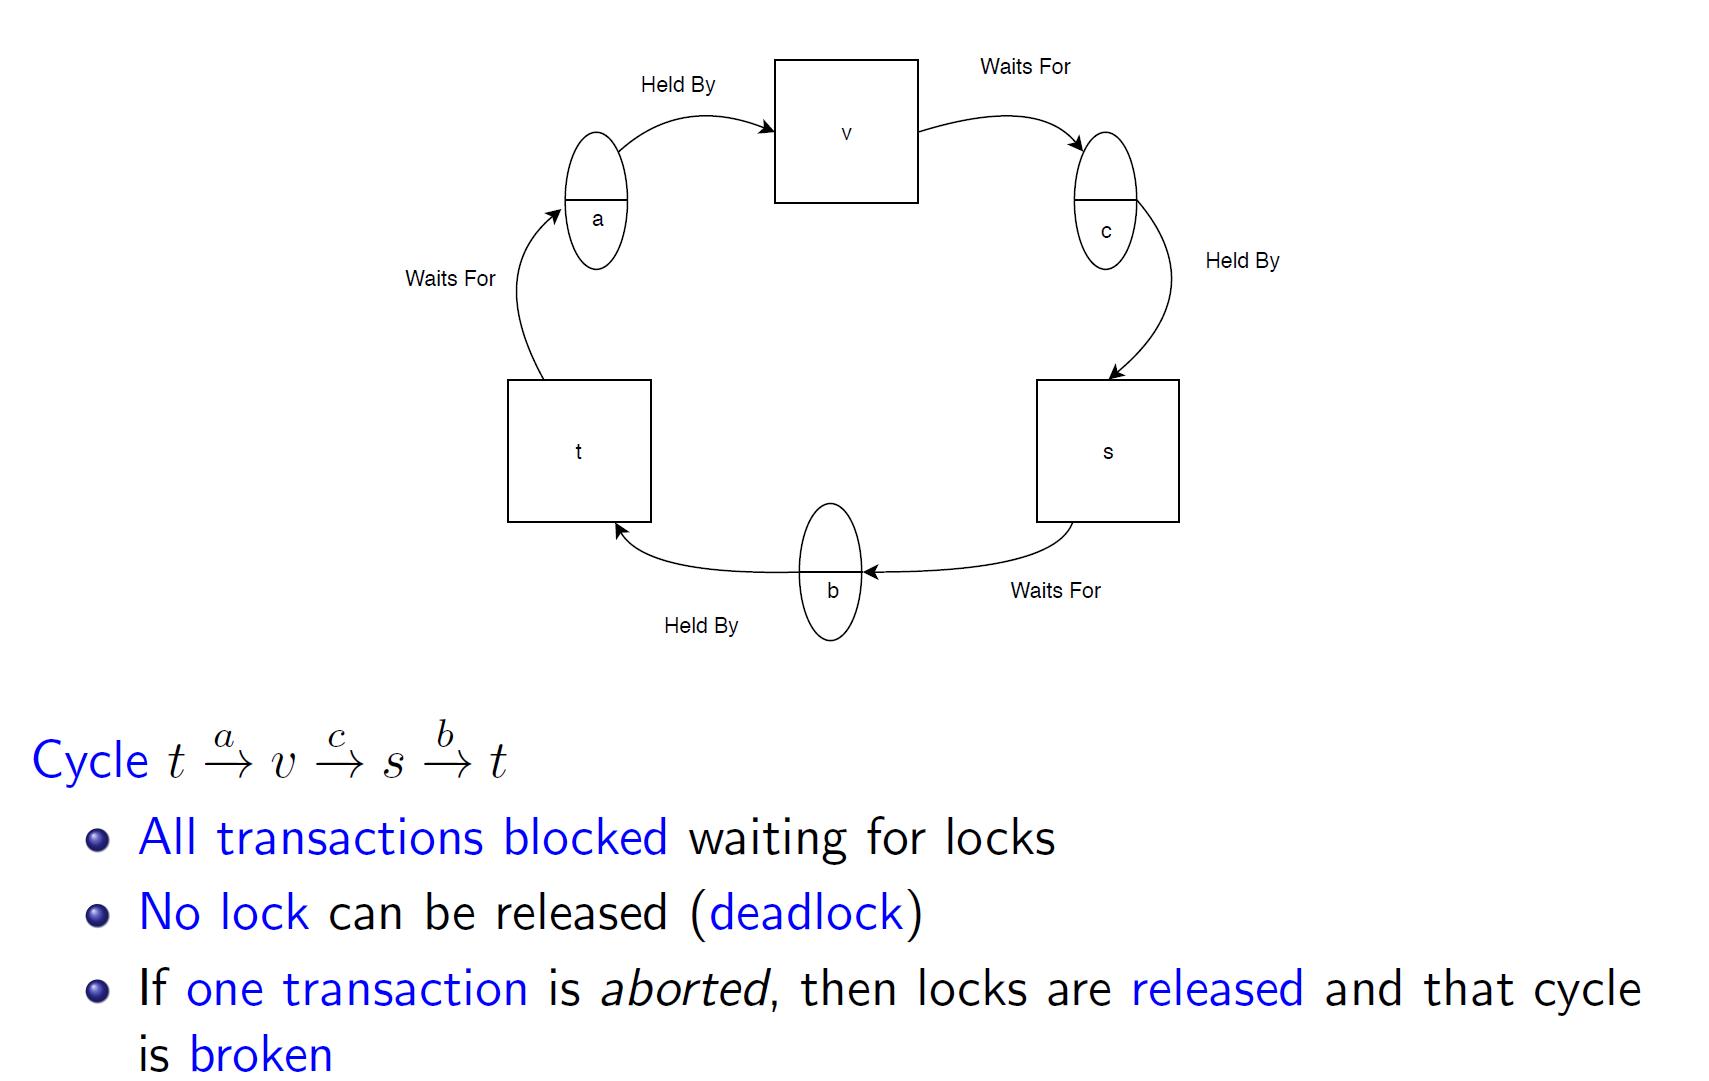 Held By
Waits For
v
a
c
Waits For
Held By
t
s
b
Held By
Waits For
Cycle t \xrightarrow{a} v \xrightarrow{c} s \xrightarrow{b} t
All transactions blocked waiting for locks
No lock can be released (deadlock)
If one transaction is aborted, then locks are released and that cycle
is broken